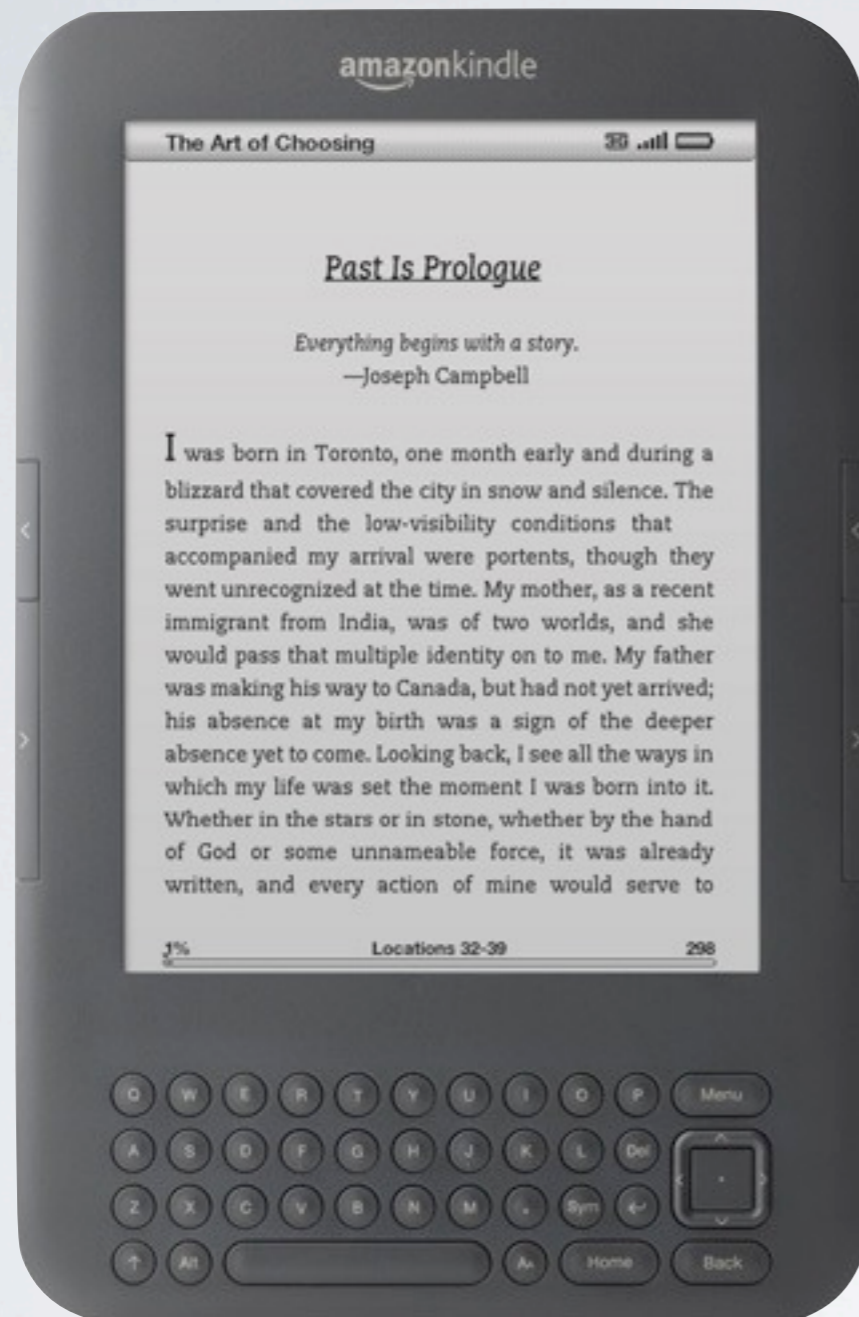 amazonkindle
The Art of Choosing 3G
Past Is Prologue
Everything begins with a story.
—Joseph Campbell
I was born in Toronto, one month early and during a
blizzard that covered the city in snow and silence. The
surprise and the low-visibility conditions that
accompanied my arrival were portents, though they
went unrecognized at the time. My mother, as a recent
immigrant from India, was of two worlds, and she
would pass that multiple identity on to me. My father
was making his way to Canada, but had not yet arrived;
his absence at my birth was a sign of the deeper
absence yet to come. Looking back, I see all the ways in
which my life was set the moment I was born into it.
Whether in the stars or in stone, whether by the hand
of God or some unnameable force, it was already
written, and every action of mine would serve to
1% Locations 32-39 298
Q W E R T Y U I O P Menu
A S D F G H J K L Del
Z X C V B N M . Sym
Alt Aa Home Back